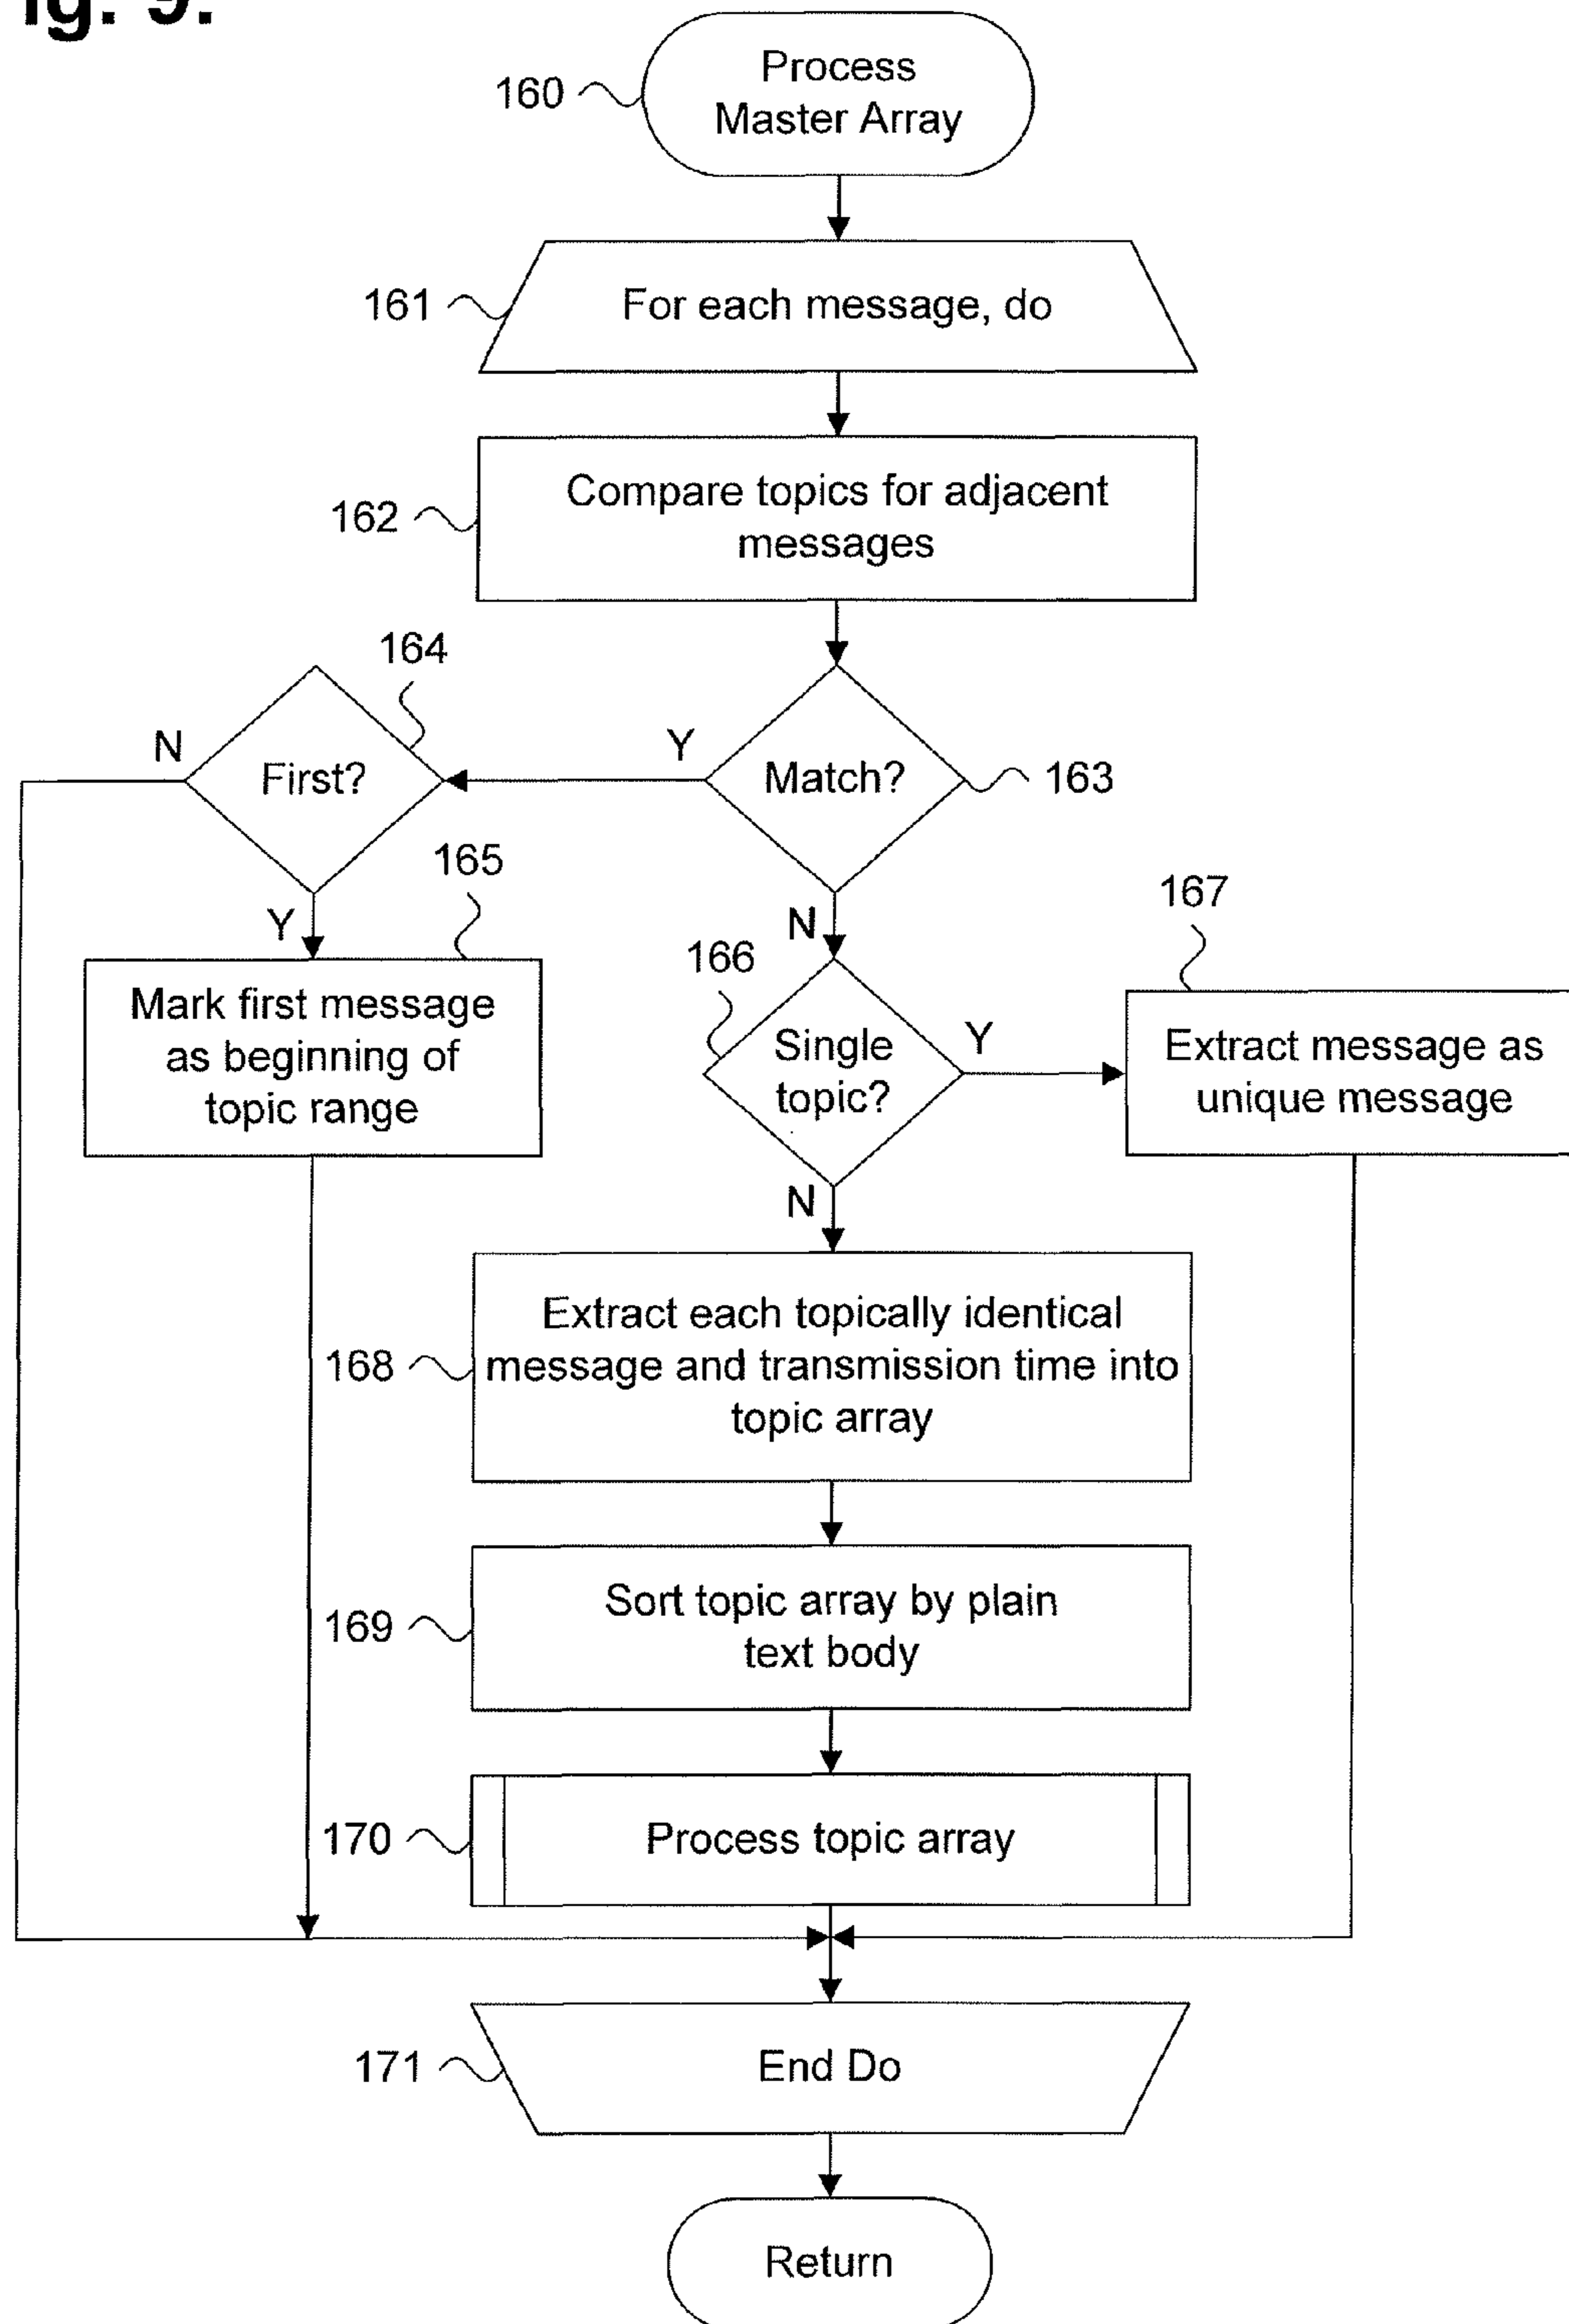 ig. 9.
160
Process
Master Array
161
For each message, do
162
Compare topics for adjacent
messages
164
N
First?
Y
Match?
163
165
Y
N
167
166
Mark first message
as beginning of
topic range
Single
topic?
Y
Extract message as
unique message
N
168
Extract each topically identical
message and transmission time into
topic array
169
Sort topic array by plain
text body
170
Process topic array
171
End Do
Return